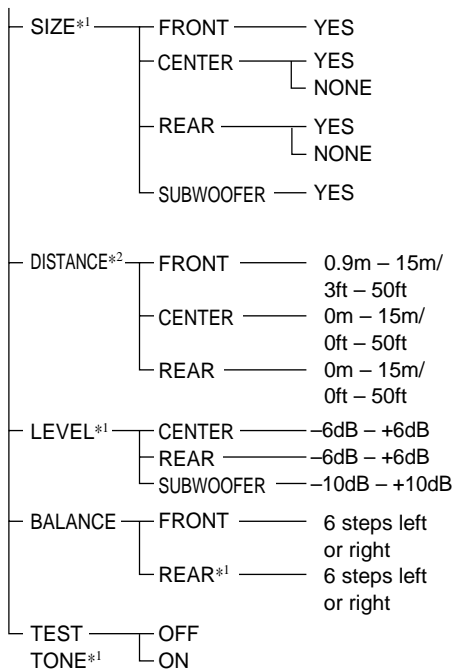 SIZE*1 FRONT YES
CENTER YES
NONE
REAR YES
NONE
SUBWOOFER YES
DISTANCE*2 FRONT 0.9m – 15m/
3ft – 50ft
CENTER 0m – 15m/
0ft – 50ft
REAR 0m – 15m/
0ft – 50ft
LEVEL*1 CENTER –6dB – +6dB
REAR –6dB – +6dB
SUBWOOFER –10dB – +10dB
BALANCE FRONT 6 steps left
or right
REAR*1 6 steps left
or right
TEST OFF
TONE*1 ON